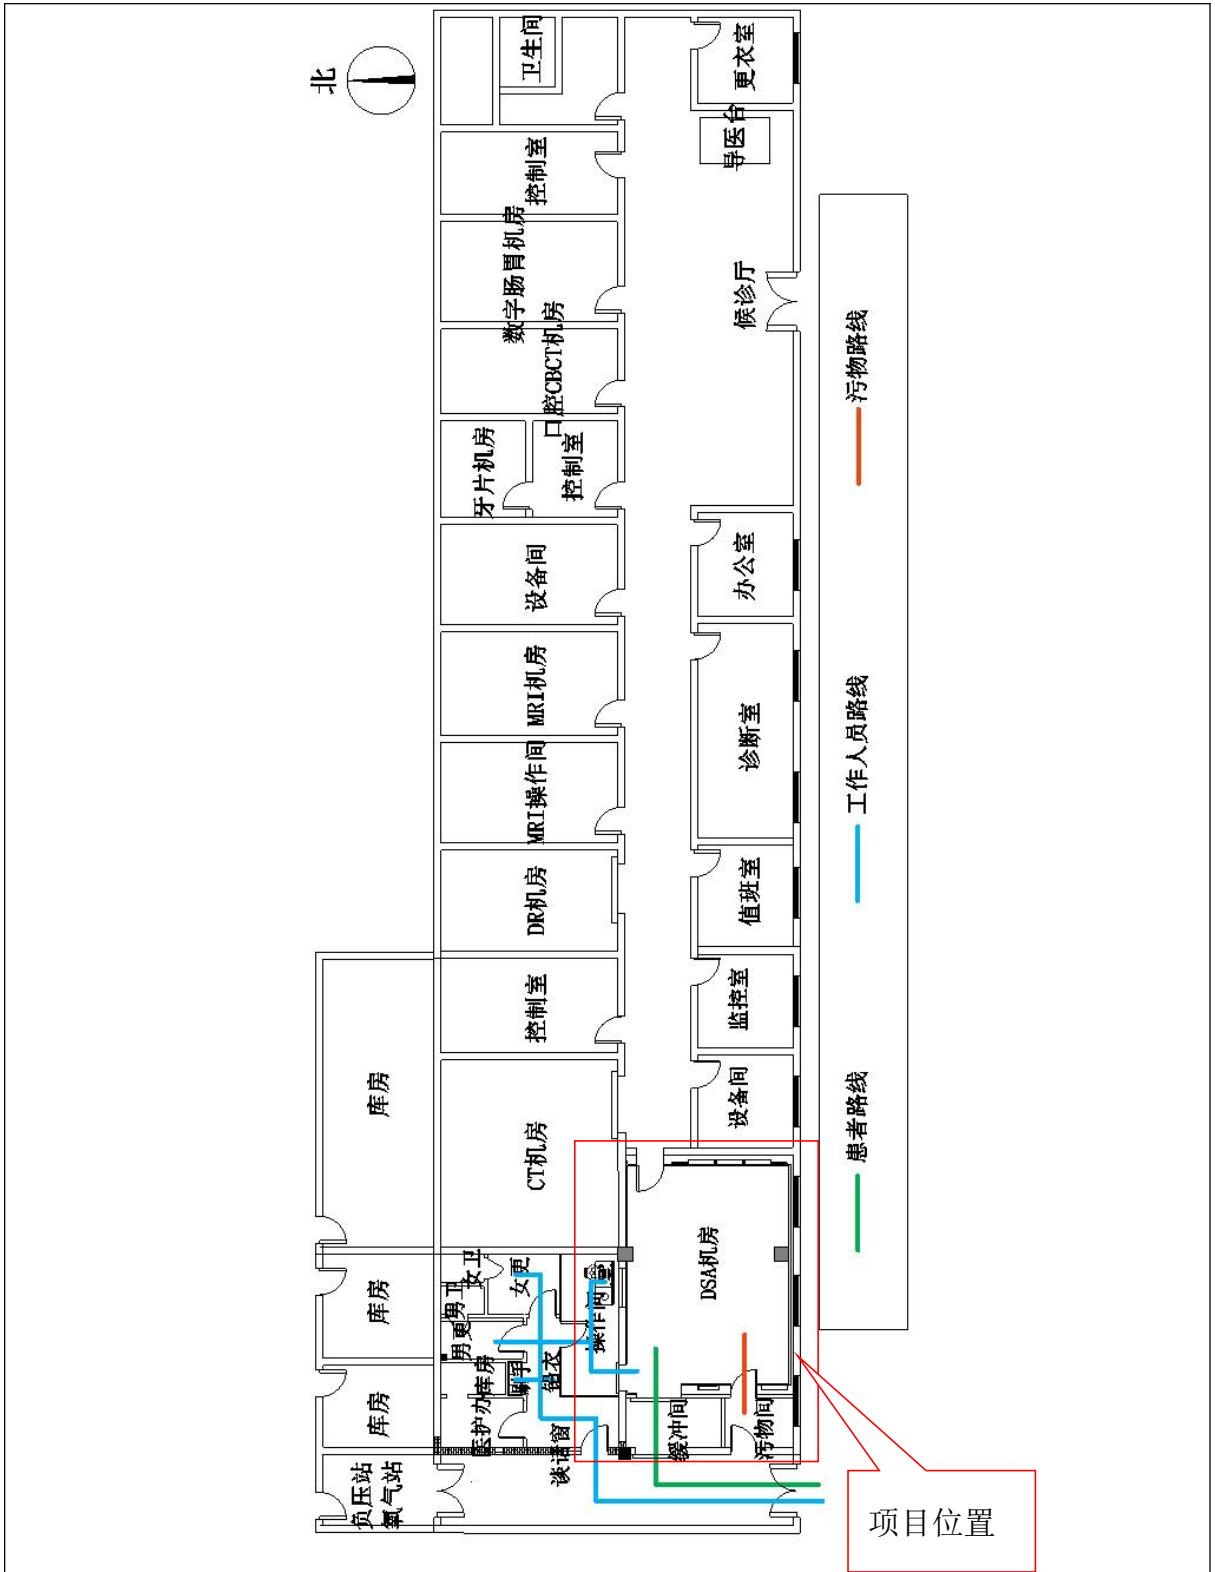 北
卫生间
更衣室
导医台
控制室
数字肠胃机房
候诊厅
口腔CBCT机房
牙片机房
控制室
设备间
办公室
MRI机房
诊断室
MRI操作间
DR机房
值班室
控制室
监控室
库房
CT机房
设备间
DSA机房
女卫
男卫
女更
男更
操作间
库房
库房
刷手
铅衣
库房
医护办
谈话窗
缓冲间
污物间
负压站
氧气站
污物路线
工作人员路线
患者路线
项目位置